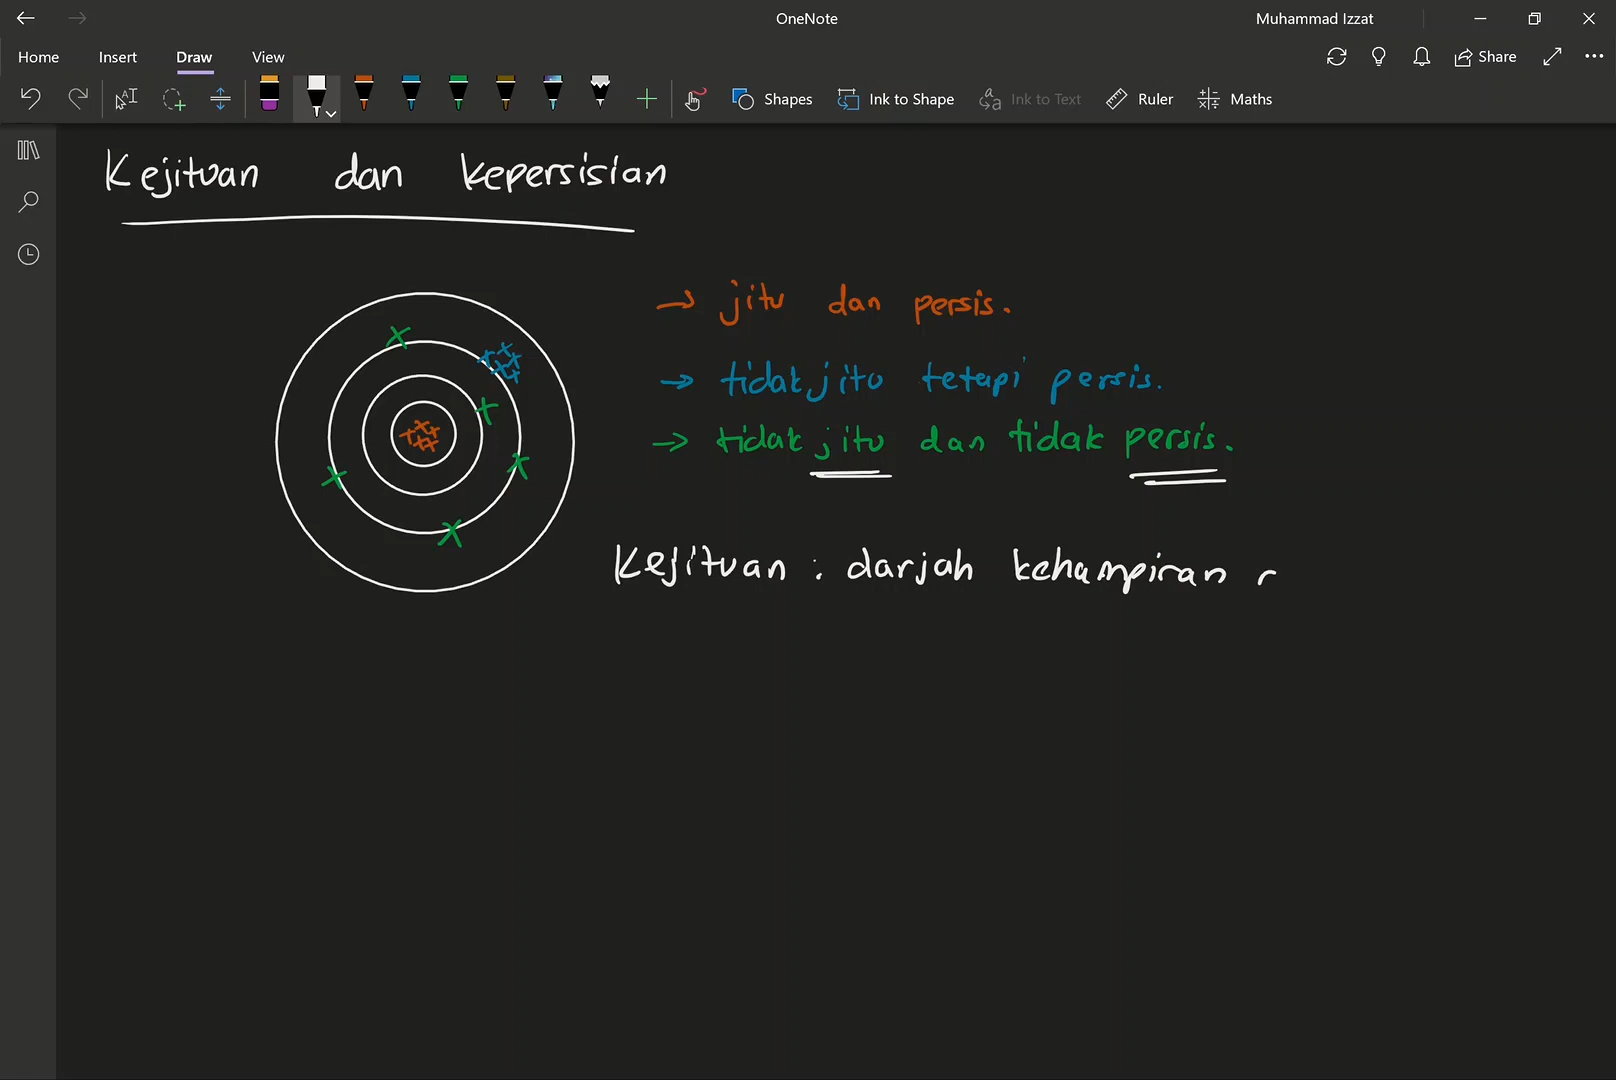 OneNote
Muhammad Izzat
Home Insert Draw View
Share
Shapes Ink to Shape Ink to Text Ruler Maths
Kejituan dan kepersisian
→ jitu dan persis.
→ tidak jitu tetapi persis.
→ tidak jitu dan tidak persis.
Kejituan : darjah kehampiran